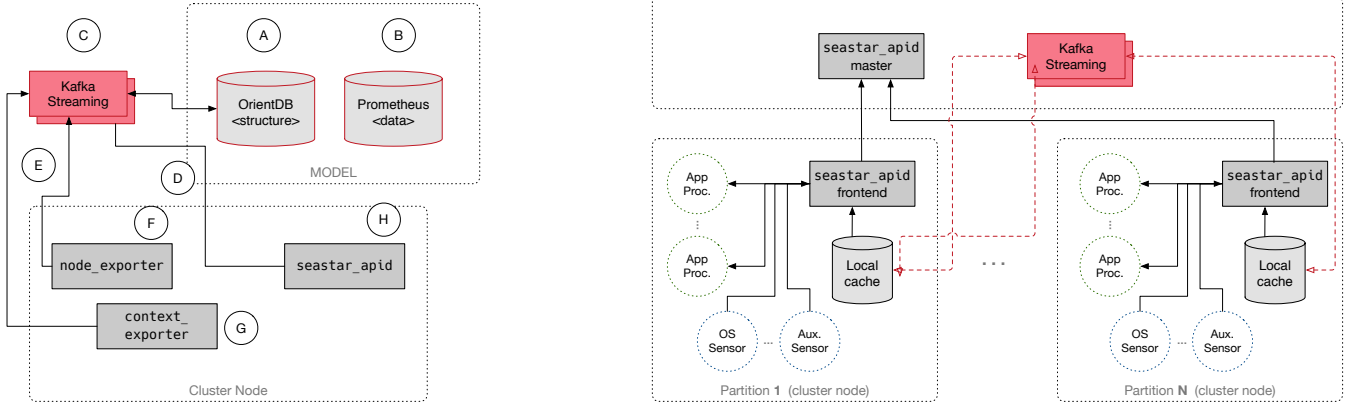 C
A
B
Kafka
Streaming
OrientDB
<structure>
Prometheus
<data>
E
D
MODEL
F
H
node_exporter
seastar_apid
context_
exporter
G
Cluster Node
seastar_apid
master
Kafka
Streaming
App
Proc.
seastar_apid
frontend
App
Proc.
Local
cache
OS
Sensor
...
Aux.
Sensor
Partition 1 (cluster node)
...
App
Proc.
seastar_apid
frontend
App
Proc.
Local
cache
OS
Sensor
...
Aux.
Sensor
Partition N (cluster node)